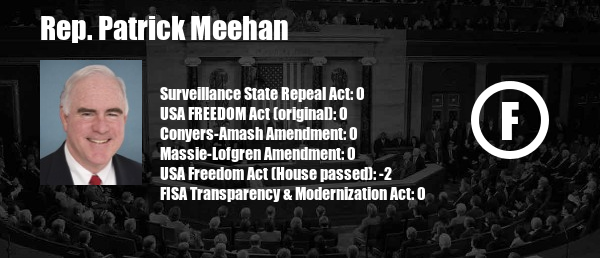 Rep. Patrick Meehan
Surveillance State Repeal Act: 0
USA FREEDOM Act (original): 0
Conyers-Amash Amendment: 0
Massie-Lofgren Amendment: 0
USA Freedom Act (House passed): -2
FISA Transparency & Modernization Act: 0
F